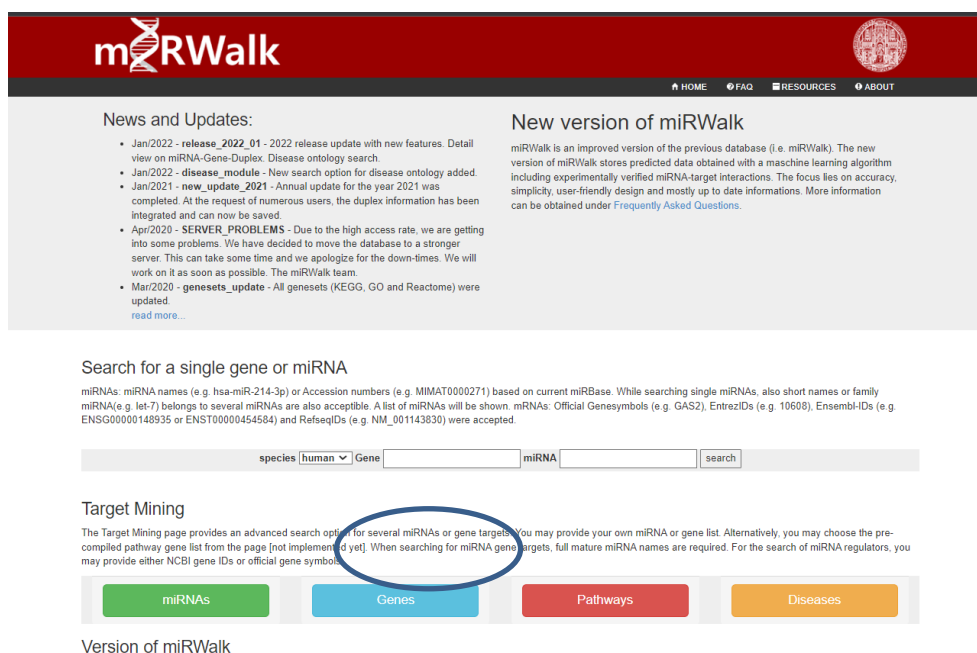 miRWalk
HOME FAQ RESOURCES ABOUT
News and Updates:
Jan/2022 - release_2022_01 - 2022 release update with new features. Detail
view on miRNA-Gene-Duplex. Disease ontology search.
Jan/2022 - disease_module - New search option for disease ontology added.
Jan/2021 - new_update_2021 - Annual update for the year 2021 was
completed. At the request of numerous users, the duplex information has been
integrated and can now be saved.
Apr/2020 - SERVER_PROBLEMS - Due to the high access rate, we are getting
into some problems. We have decided to move the database to a stronger
server. This can take some time and we apologize for the down-times. We will
work on it as soon as possible. The miRWalk team.
Mar/2020 - genesets_update - All genesets (KEGG, GO and Reactome) were
updated.
read more...
New version of miRWalk
miRWalk is an improved version of the previous database (i.e. miRWalk). The new
version of miRWalk stores predicted data obtained with a maschine learning algorithm
including experimentally verified miRNA-target interactions. The focus lies on accuracy,
simplicity, user-friendly design and mostly up to date informations. More information
can be obtained under Frequently Asked Questions.
Search for a single gene or miRNA
miRNAs: miRNA names (e.g. hsa-miR-214-3p) or Accession numbers (e.g. MIMAT0000271) based on current miRBase. While searching single miRNAs, also short names or family
miRNA(e.g. let-7) belongs to several miRNAs are also acceptible. A list of miRNAs will be shown. mRNAs: Official Genesymbols (e.g. GAS2), EntrezIDs (e.g. 10608), Ensembl-IDs (e.g.
ENSG00000148935 or ENST00000454584) and RefseqIDs (e.g. NM_001143830) were accepted.
species human Gene miRNA search
Target Mining
The Target Mining page provides an advanced search option for several miRNAs or gene targets. You may provide your own miRNA or gene list. Alternatively, you may choose the pre-
compiled pathway gene list from the page [not implemented yet]. When searching for miRNA gene targets, full mature miRNA names are required. For the search of miRNA regulators, you
may provide either NCBI gene IDs or official gene symbols.
miRNAs Genes Pathways Diseases
Version of miRWalk